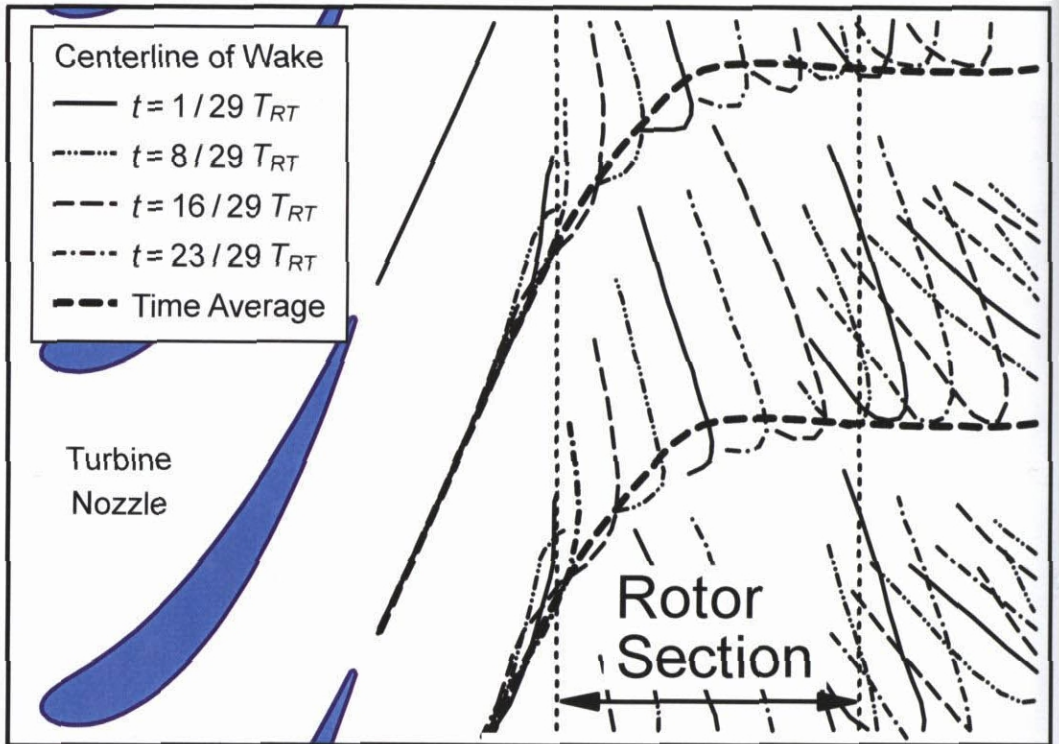 Centerline of Wake
t = 1 / 29 T_RT
t = 8 / 29 T_RT
t = 16 / 29 T_RT
t = 23 / 29 T_RT
Time Average
Turbine
Nozzle
Rotor
Section